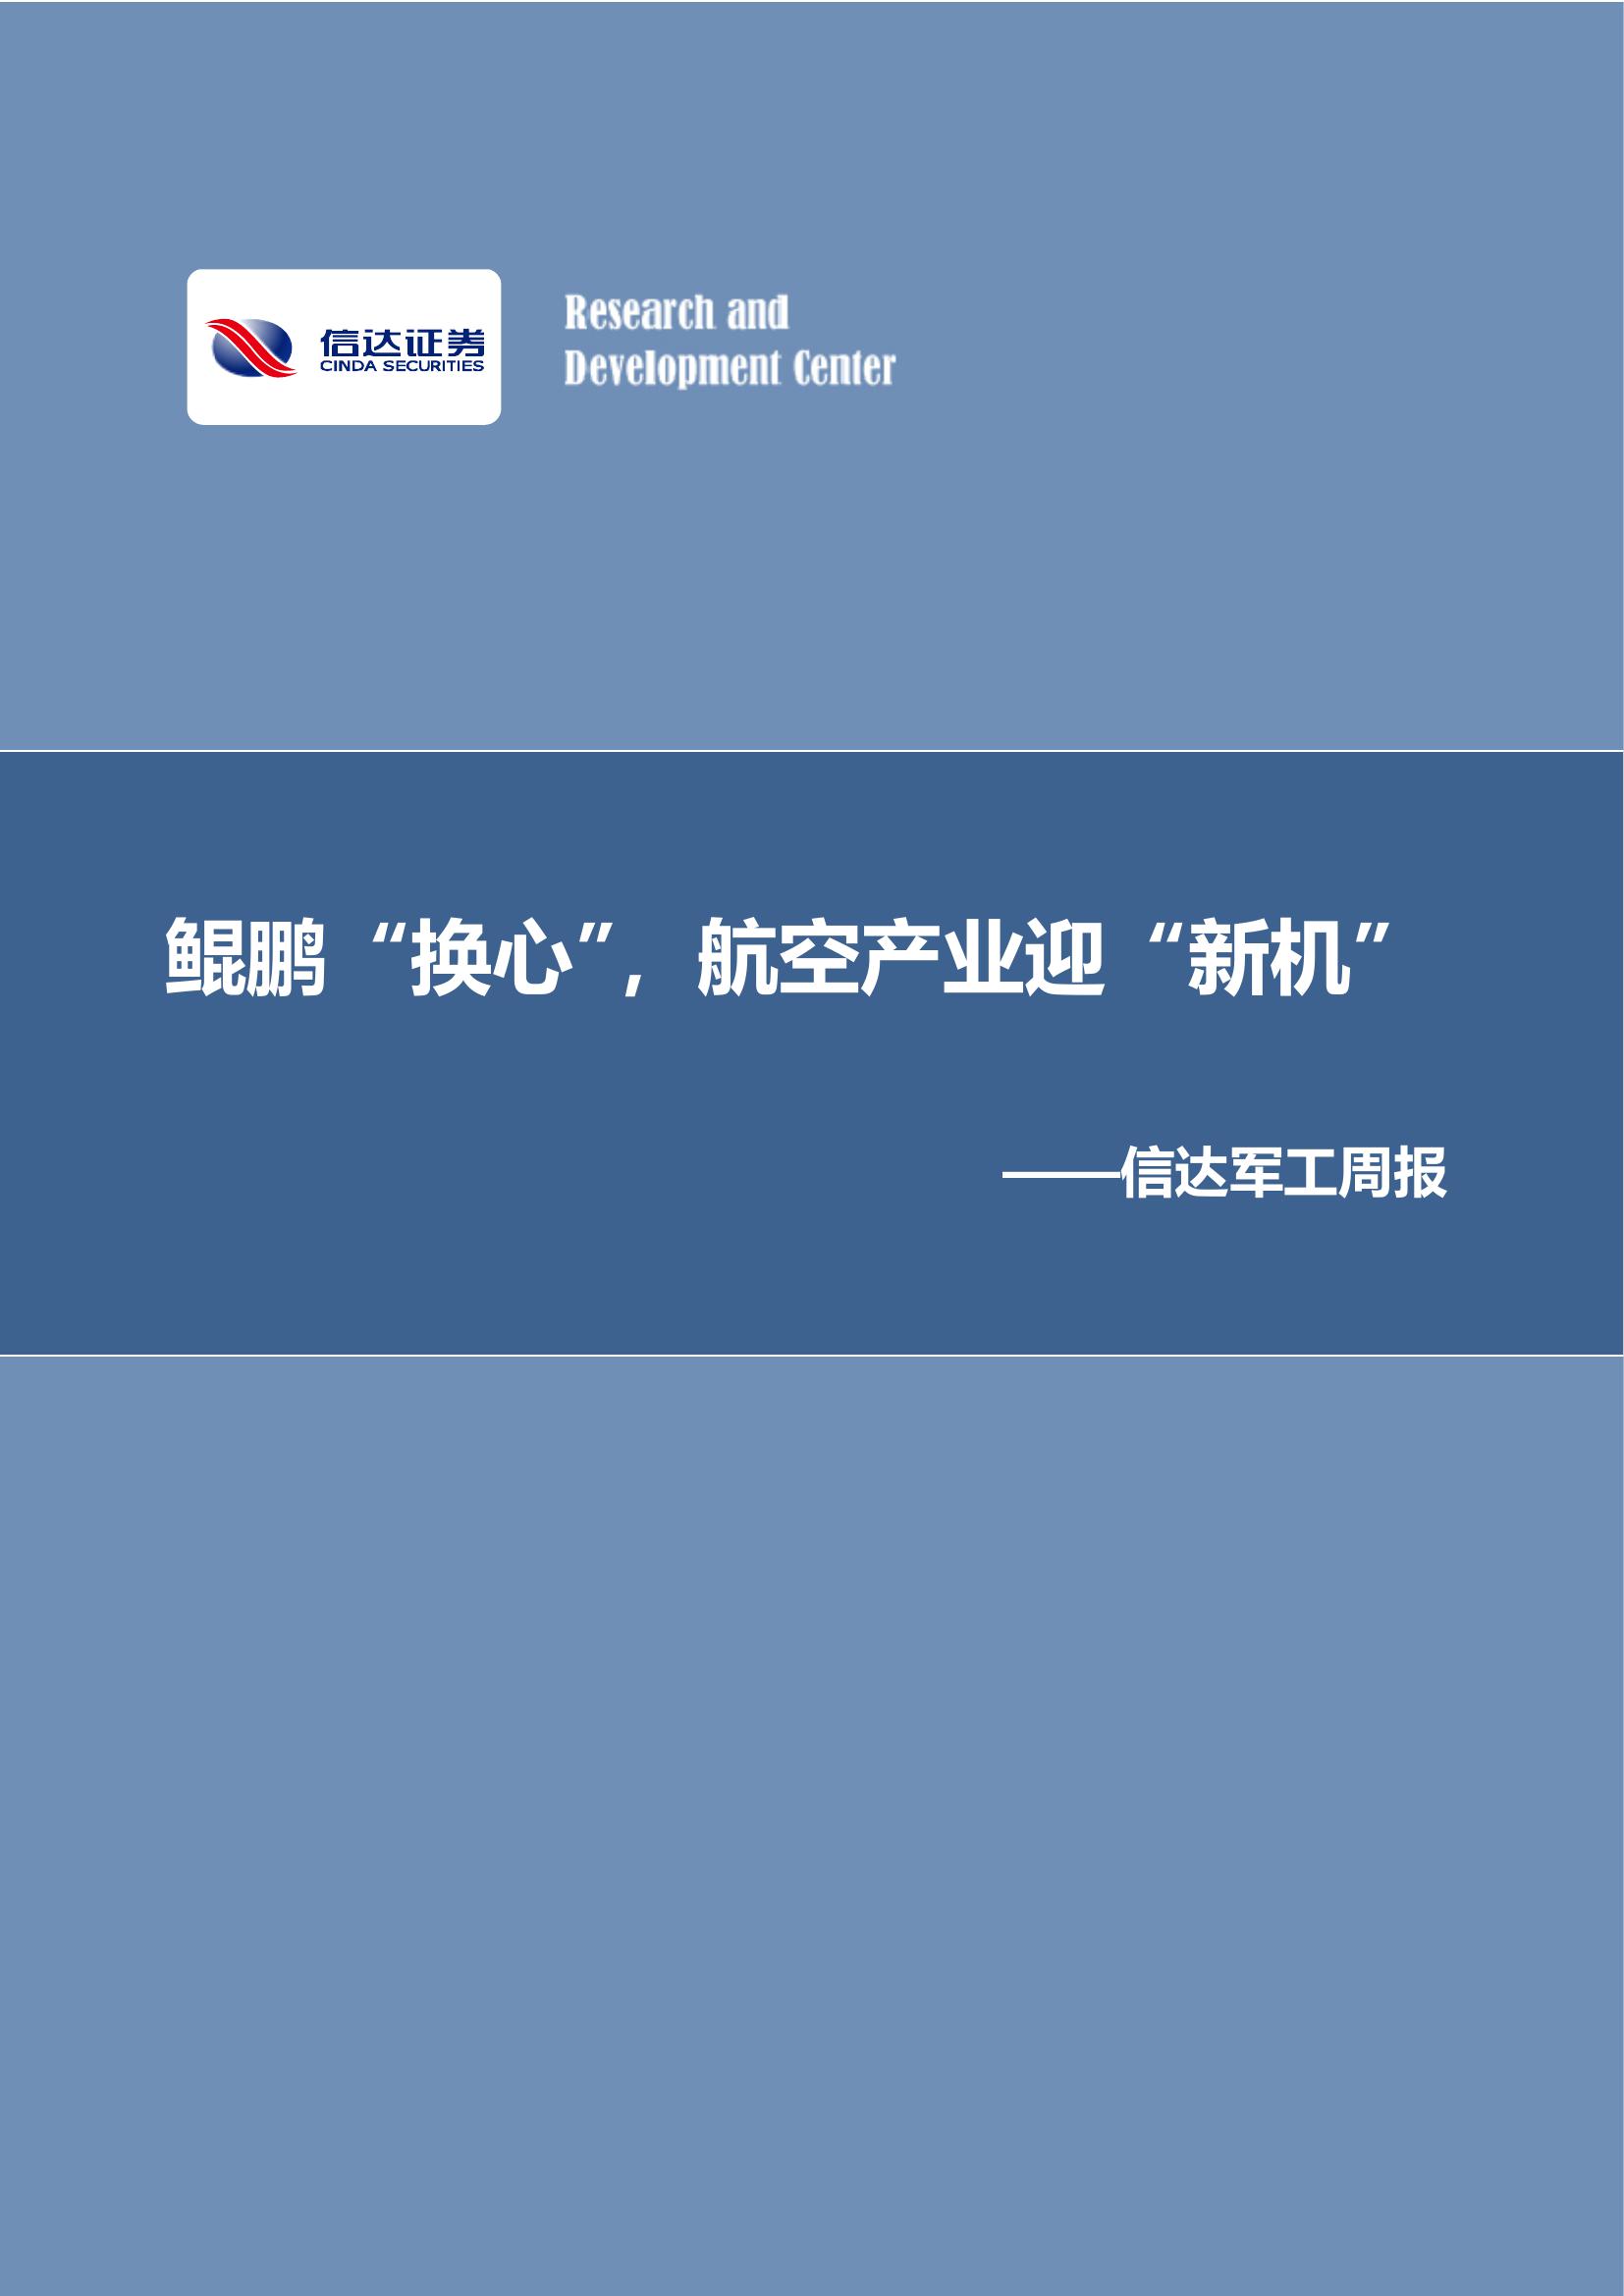 信达证券
CINDA SECURITIES
Research and
Development Center
鲲鹏“换心”，航空产业迎“新机”
——信达军工周报